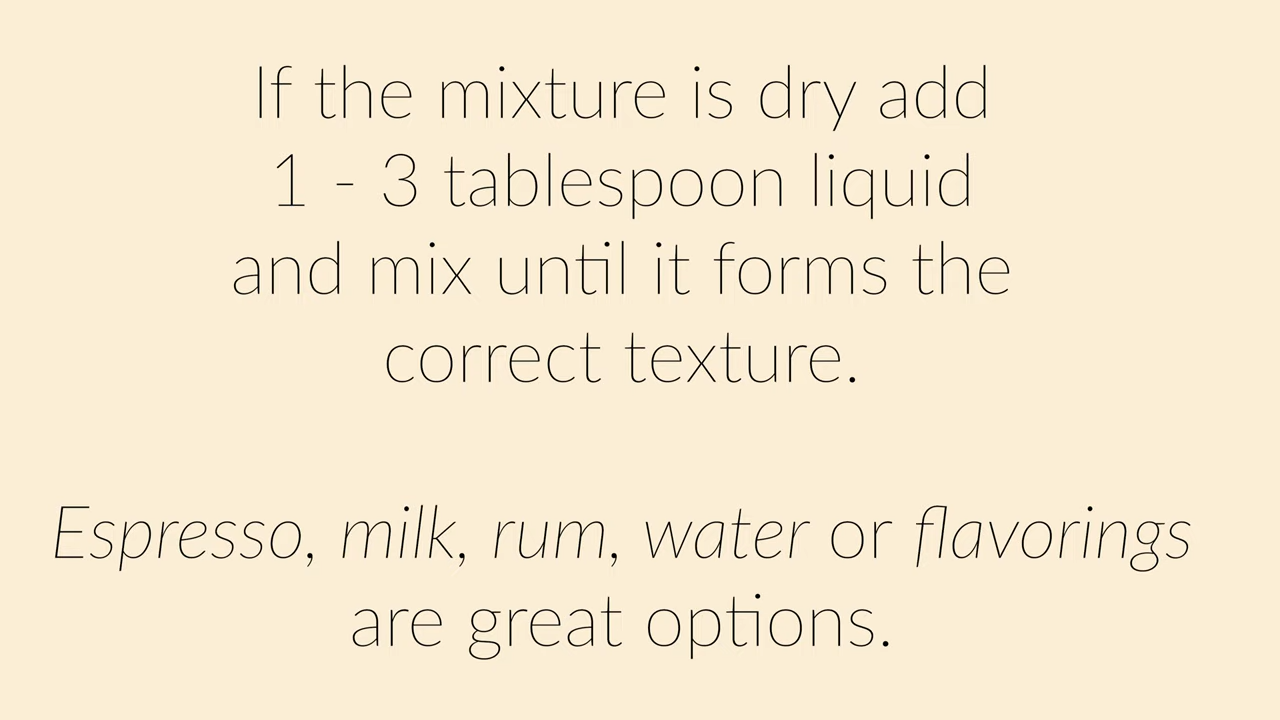 If the mixture is dry add
1 - 3 tablespoon liquid
and mix until it forms the
correct texture.
Espresso, milk, rum, water or flavorings
are great options.